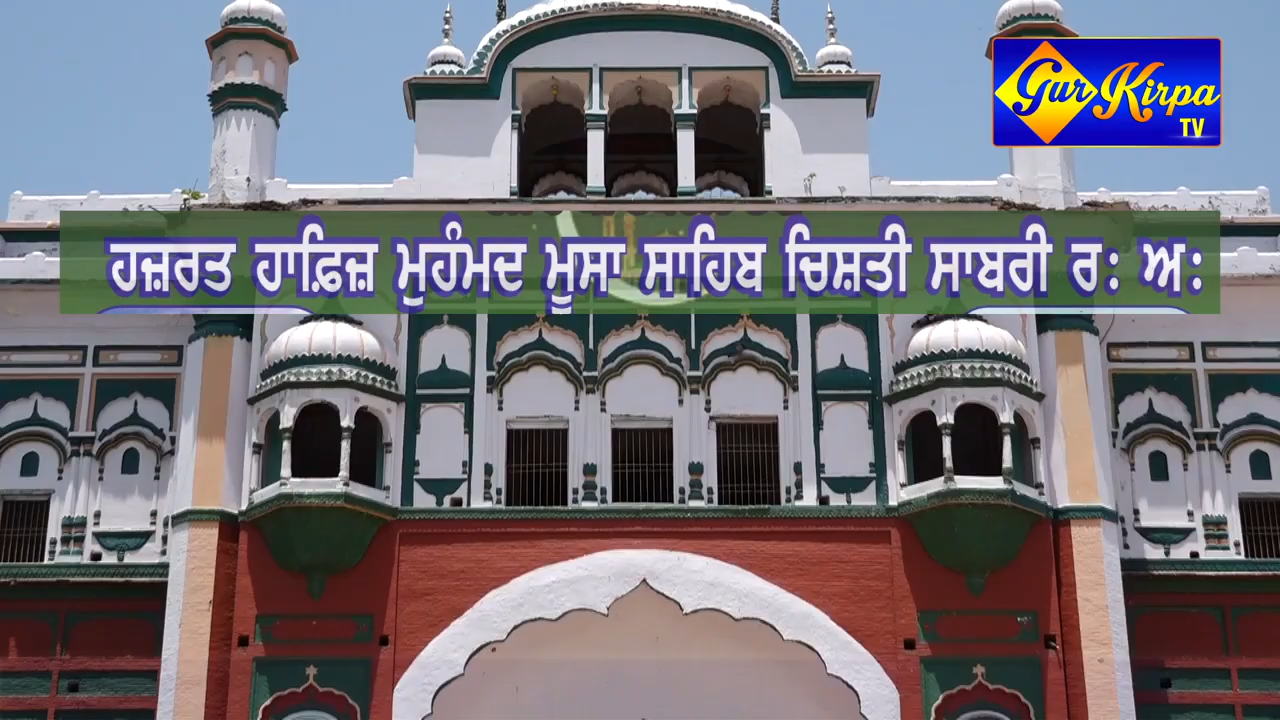 Gur Kirpa
TV
ਹਜ਼ਰਤ ਹਾਫ਼ਿਜ਼ ਮੁਹੰਮਦ ਮੂਸਾ ਸਾਹਿਬ ਚਿਸ਼ਤੀ ਸਾਬਰੀ ਰ: ਅ: